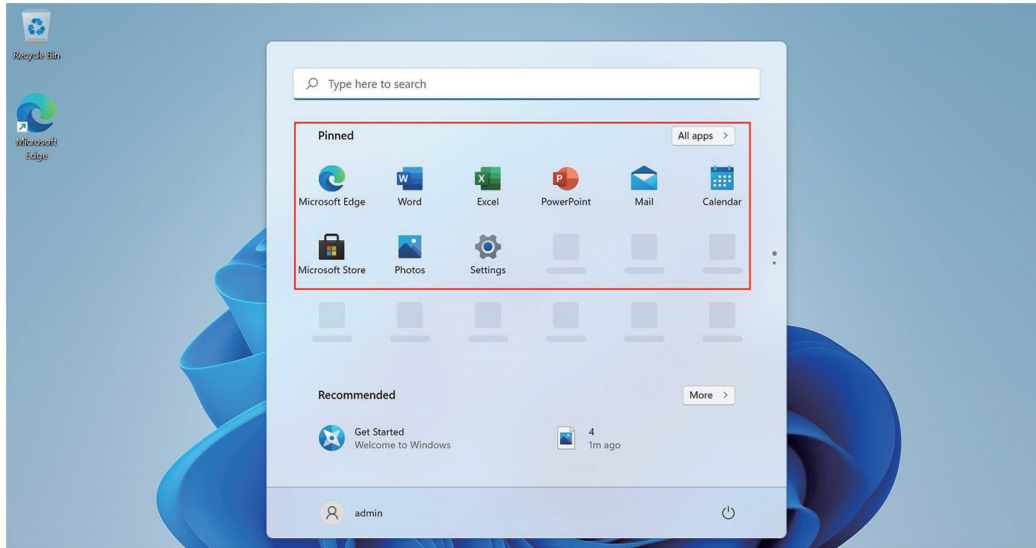 Recycle Bin
Microsoft
Edge
Type here to search
Pinned
All apps
Microsoft Edge
Word
Excel
PowerPoint
Mail
Calendar
Microsoft Store
Photos
Settings
Recommended
More
Get Started
Welcome to Windows
4
1m ago
admin